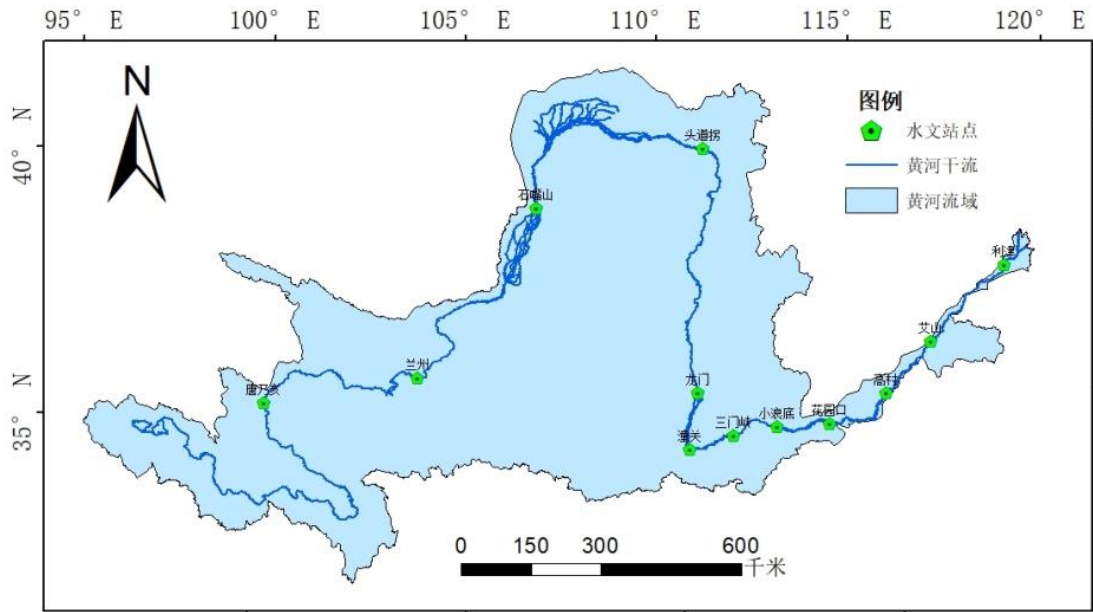 95° E 100° E 105° E 110° E 115° E 120° E
N
40° N
35° N
图例
水文站点
黄河干流
黄河流域
头道拐
石嘴山
利津
艾山
兰州
唐乃亥
龙门
高村
花园口
小浪底
三门峡
潼关
0 150 300 600
千米